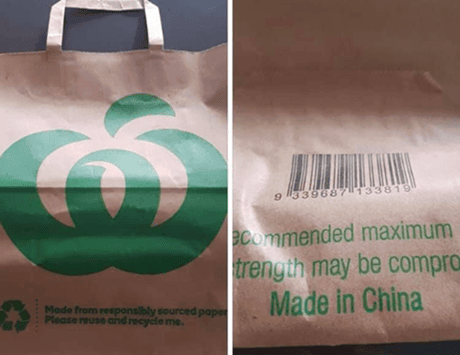 Made from responsibly sourced paper
Please reuse and recycle me.
9 339687 133819
ecommended maximum
trength may be compro
Made in China